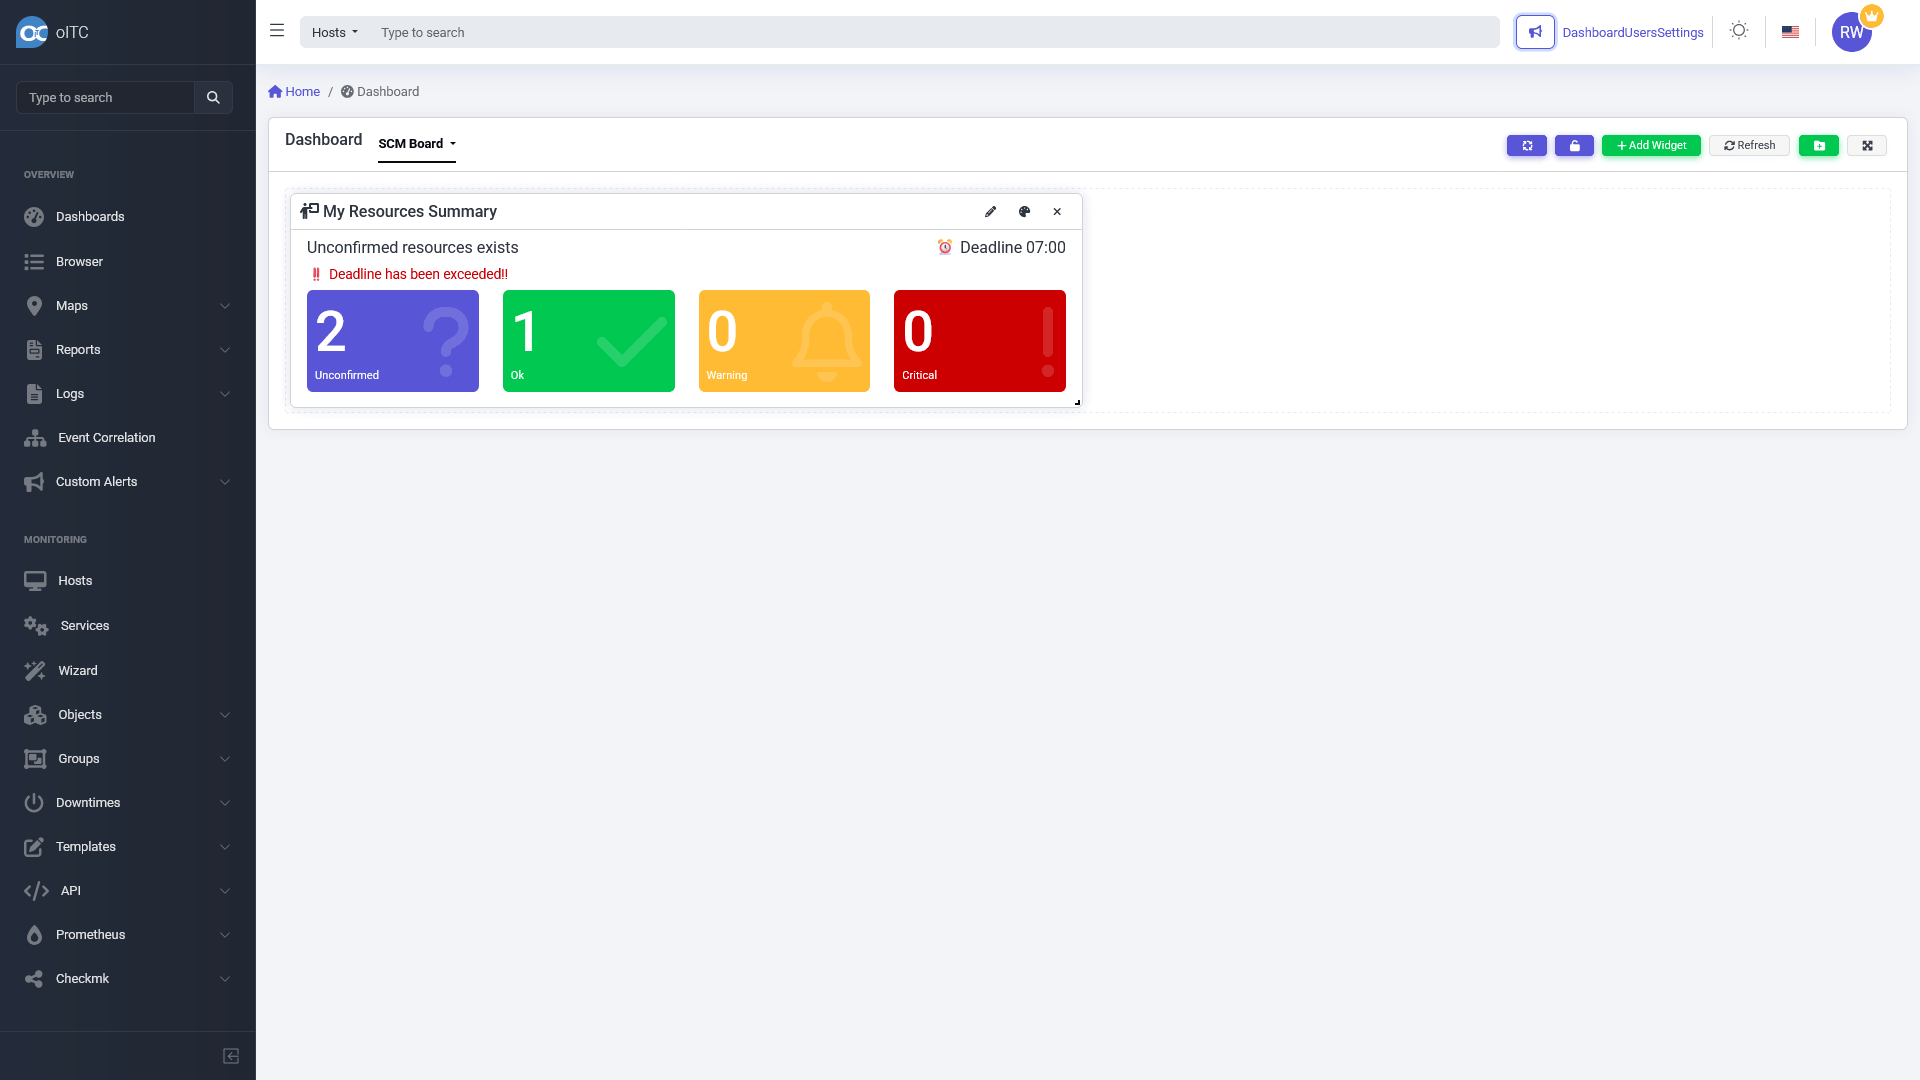 oITC
Hosts
Type to search
DashboardUsersSettings
RW
Type to search
Home / Dashboard
OVERVIEW
Dashboards
Browser
Maps
Reports
Logs
Event Correlation
Custom Alerts
MONITORING
Hosts
Services
Wizard
Objects
Groups
Downtimes
Templates
API
Prometheus
Checkmk
Dashboard
SCM Board
Add Widget
Refresh
My Resources Summary
Unconfirmed resources exists
Deadline 07:00
‼ Deadline has been exceeded!!
2
Unconfirmed
1
Ok
0
Warning
0
Critical